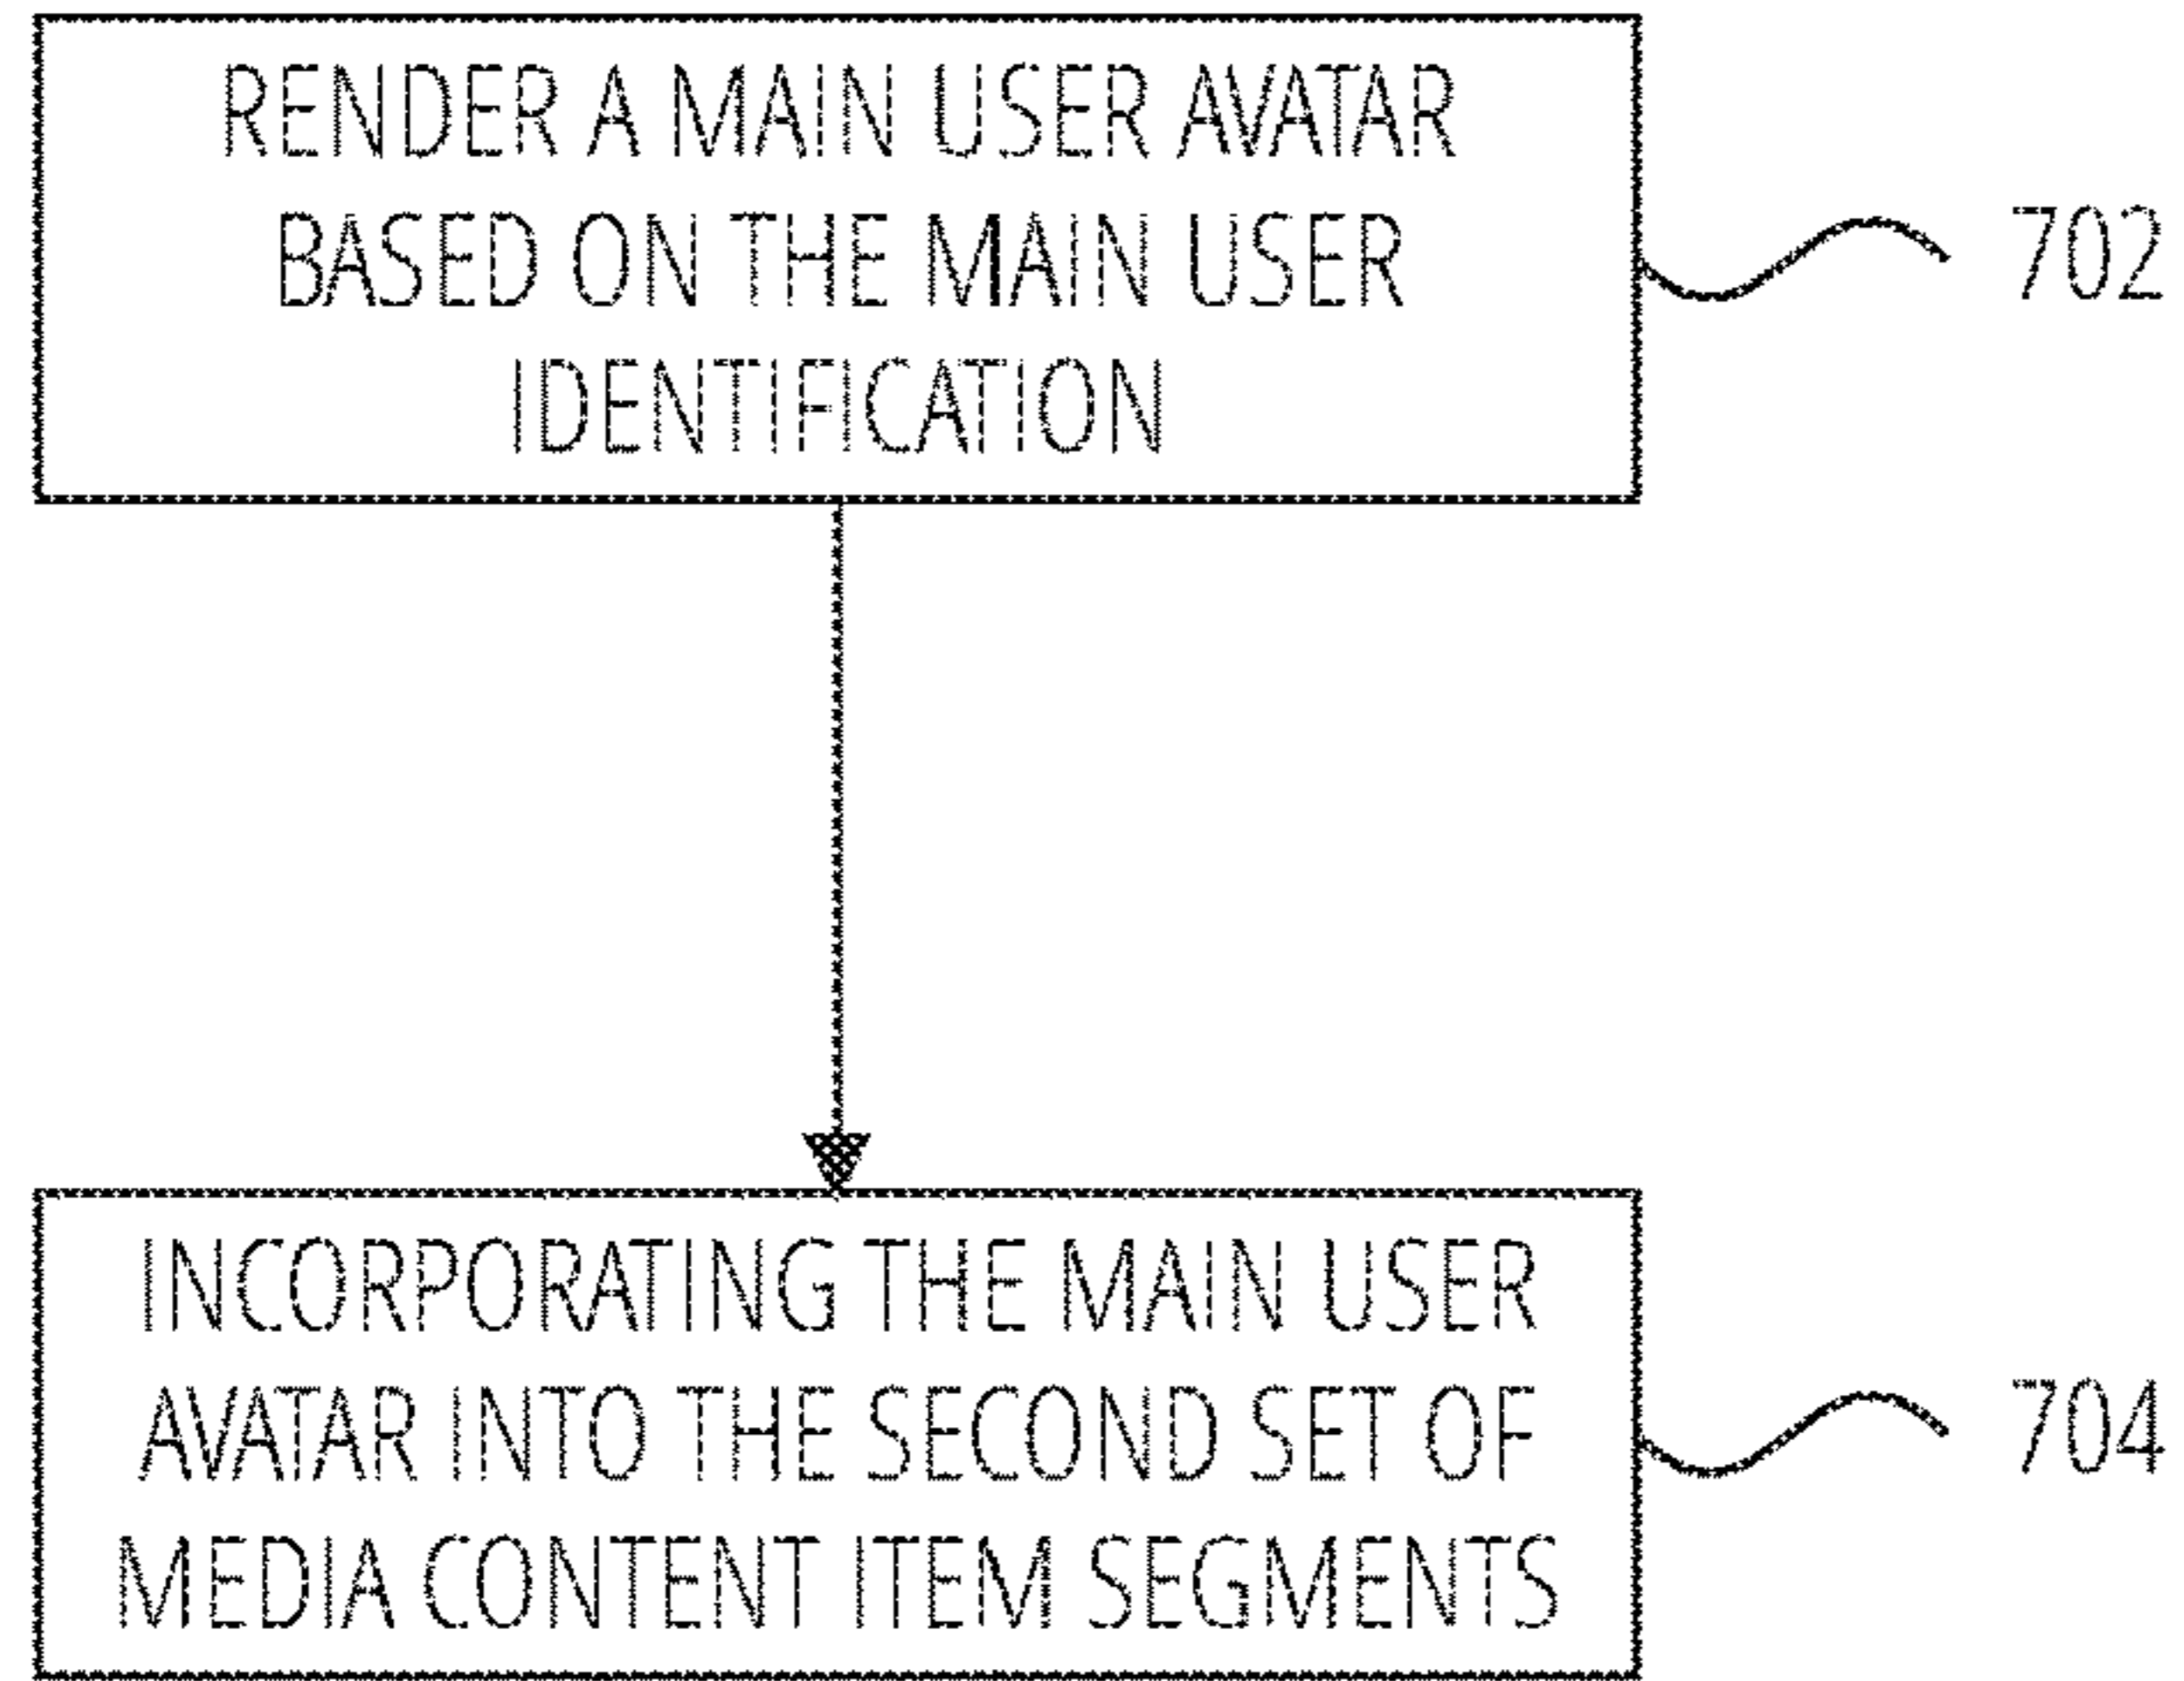 RENDER A MAIN USER AVATAR
BASED ON THE MAIN USER
IDENTIFICATION
702
INCORPORATING THE MAIN USER
AVATAR INTO THE SECOND SET OF
MEDIA CONTENT ITEM SEGMENTS
704